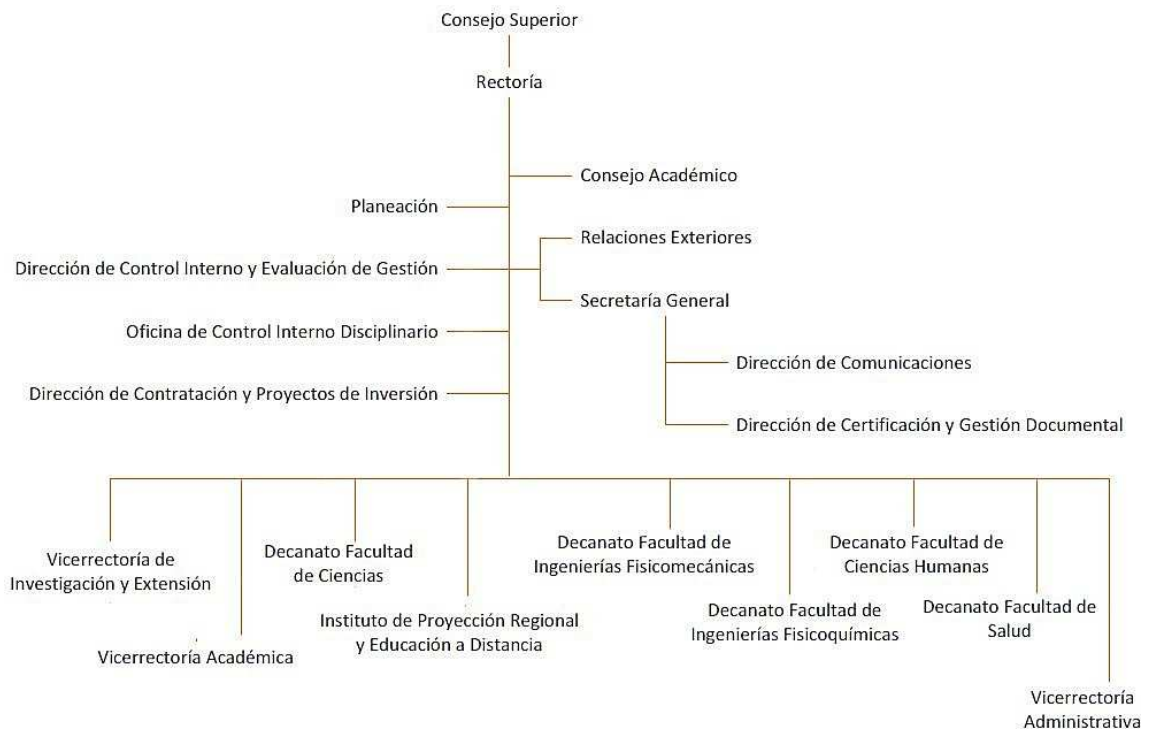 Consejo Superior
Rectoría
Consejo Académico
Planeación
Relaciones Exteriores
Dirección de Control Interno y Evaluación de Gestión
Secretaría General
Oficina de Control Interno Disciplinario
Dirección de Comunicaciones
Dirección de Contratación y Proyectos de Inversión
Dirección de Certificación y Gestión Documental
Vicerrectoría de
Investigación y Extensión
Vicerrectoría Académica
Decanato Facultad
de Ciencias
Instituto de Proyección Regional
y Educación a Distancia
Decanato Facultad de
Ingenierías Fisicomecánicas
Decanato Facultad de
Ingenierías Fisicoquímicas
Decanato Facultad de
Ciencias Humanas
Decanato Facultad de
Salud
Vicerrectoría
Administrativa